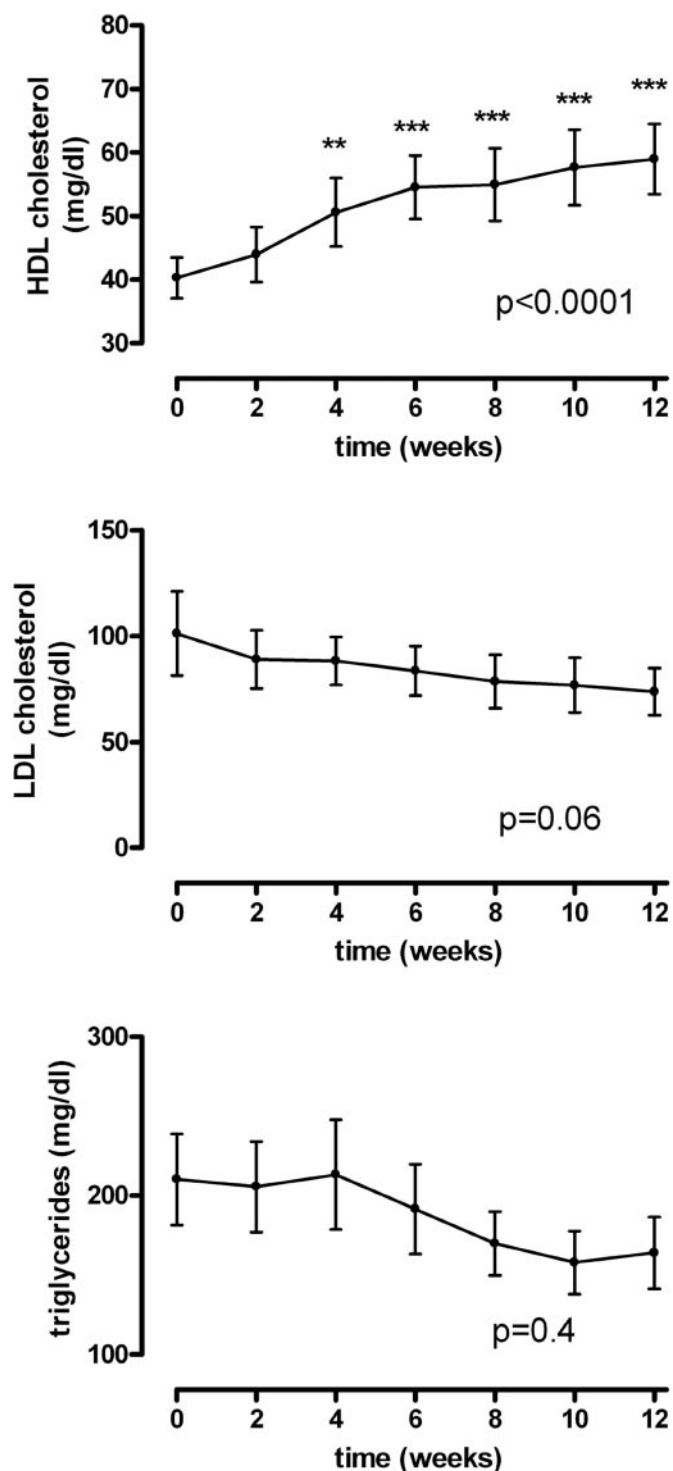 HDL cholesterol
(mg/dl)
80
70
60
50
40
30
**
***
***
***
***
p<0.0001
0 2 4 6 8 10 12
time (weeks)
LDL cholesterol
(mg/dl)
150
100
50
0
p=0.06
0 2 4 6 8 10 12
time (weeks)
triglycerides (mg/dl)
300
200
100
p=0.4
0 2 4 6 8 10 12
time (weeks)